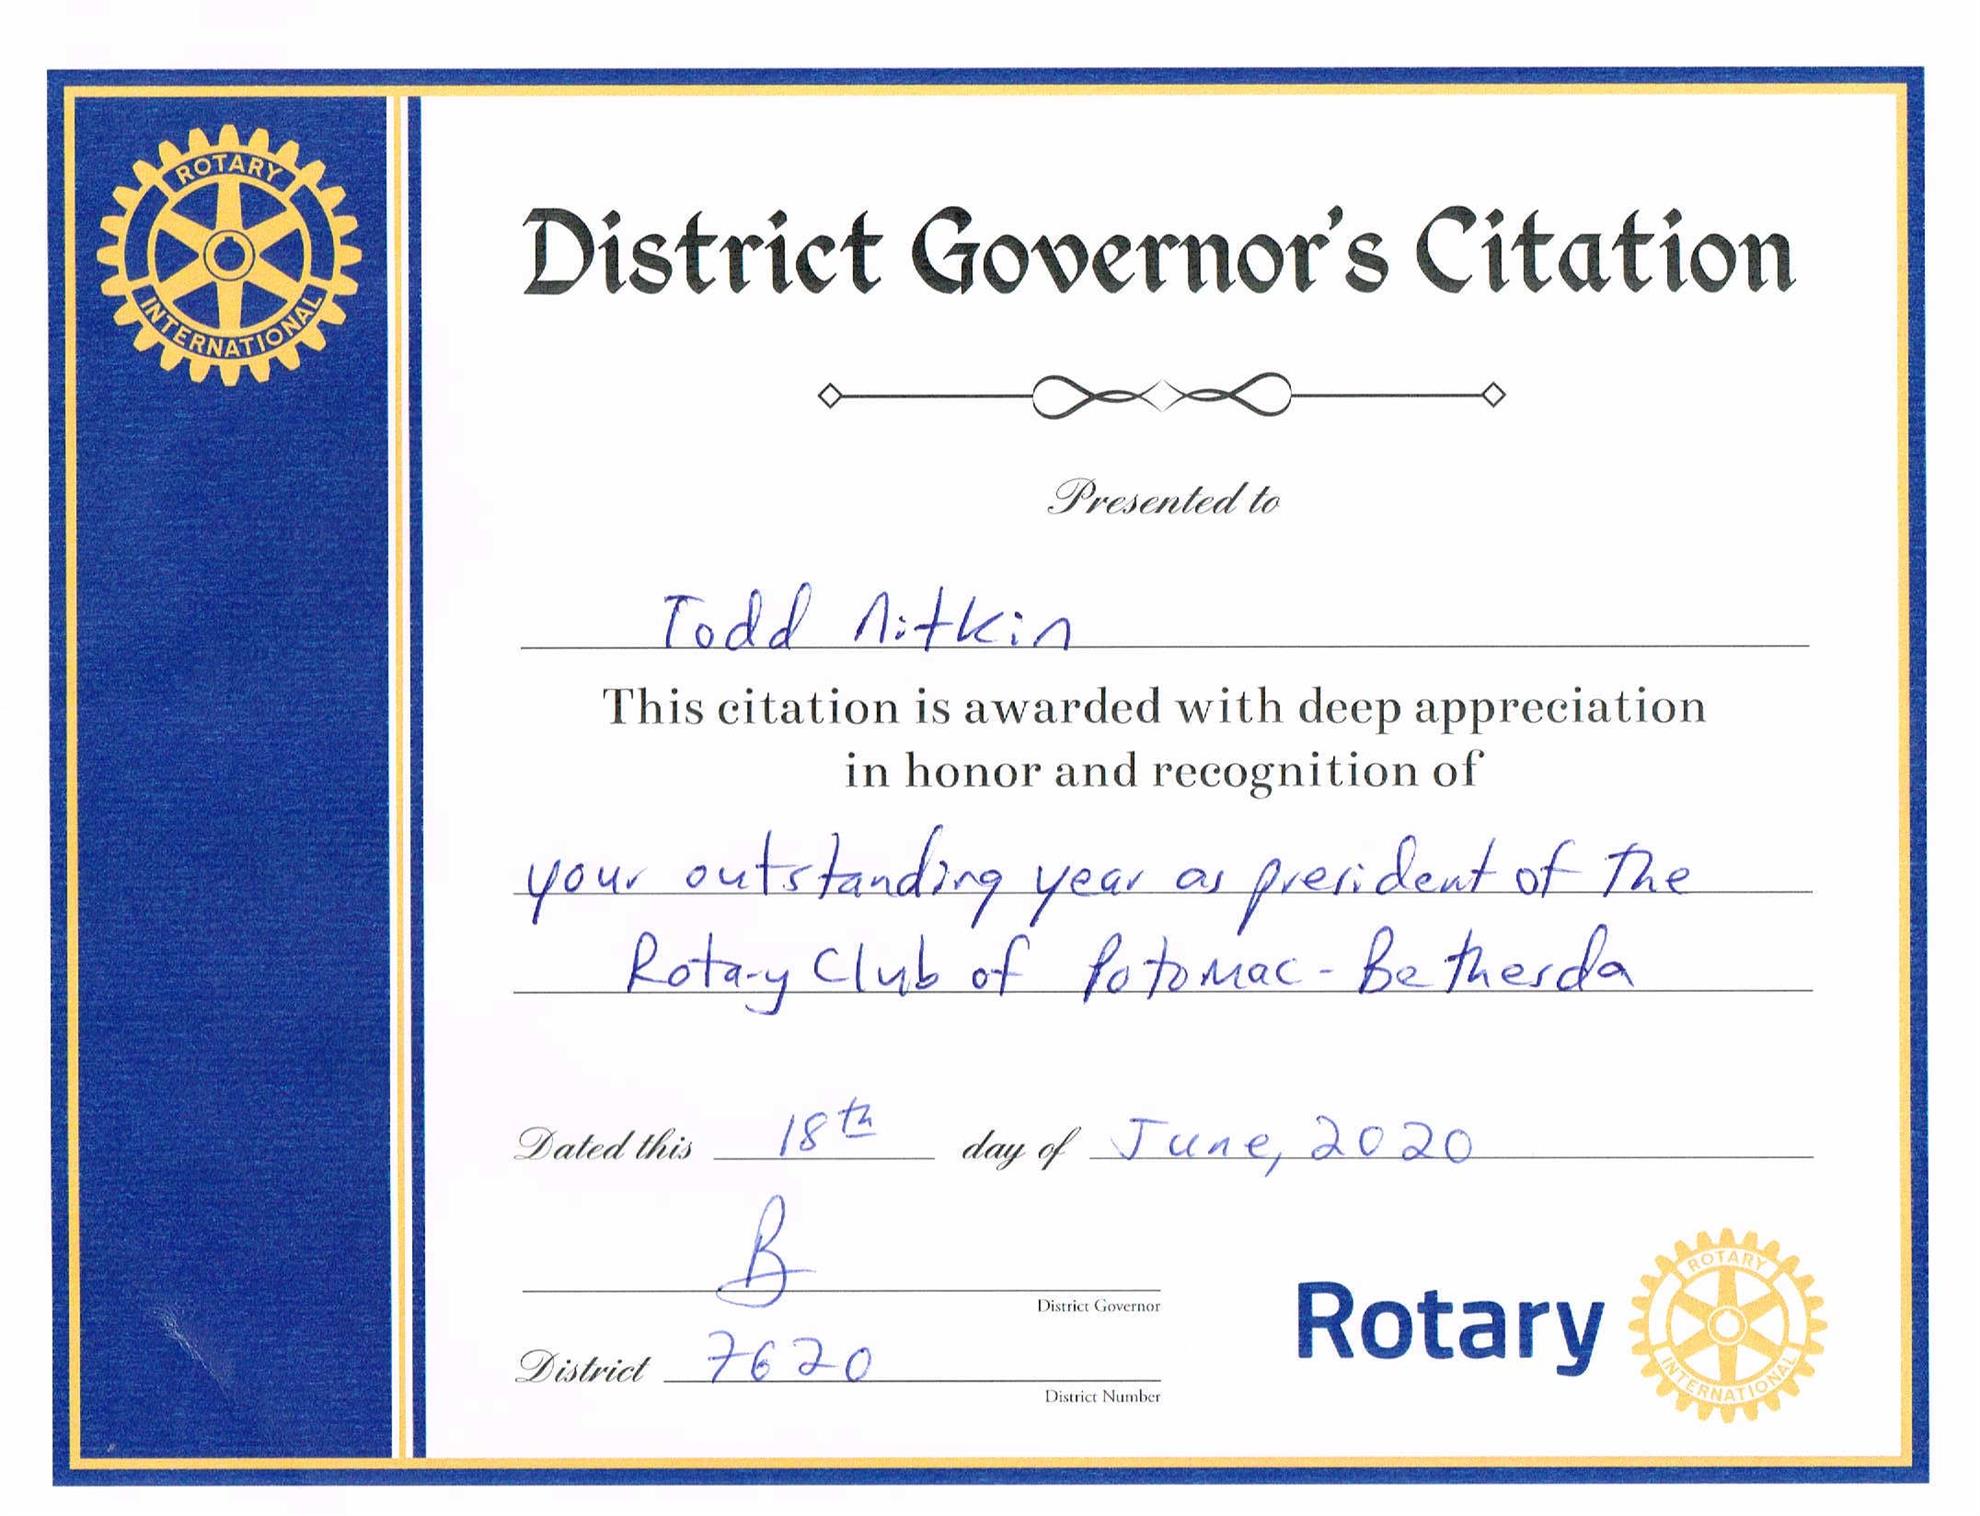 ROTARY
INTERNATIONAL
District Governor's Citation
Presented to
Todd Aitkin
This citation is awarded with deep appreciation
in honor and recognition of
your outstanding year as president of the
Rotary Club of Potomac-Bethesda
Dated this 18th day of June, 2020
B
District Governor
District 7620
District Number
Rotary
ROTARY
INTERNATIONAL